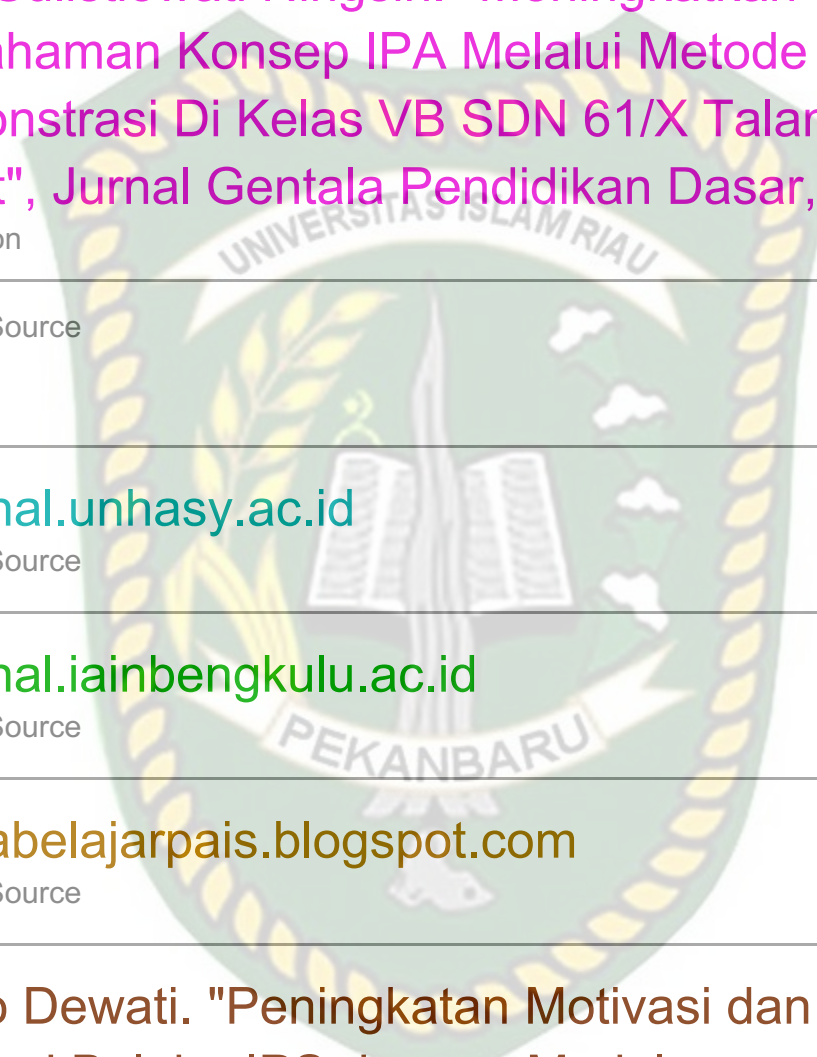 ahaman Konsep IPA Melalui Metode
onstrasi Di Kelas VB SDN 61/X Talan
t", Jurnal Gentala Pendidikan Dasar,
on
UNIVERSITAS ISLAM RIAU
Source
nal.unhasy.ac.id
Source
nal.iainbengkulu.ac.id
Source
PEKANBARU
abelajarpais.blogspot.com
Source
o Dewati. "Peningkatan Motivasi dan